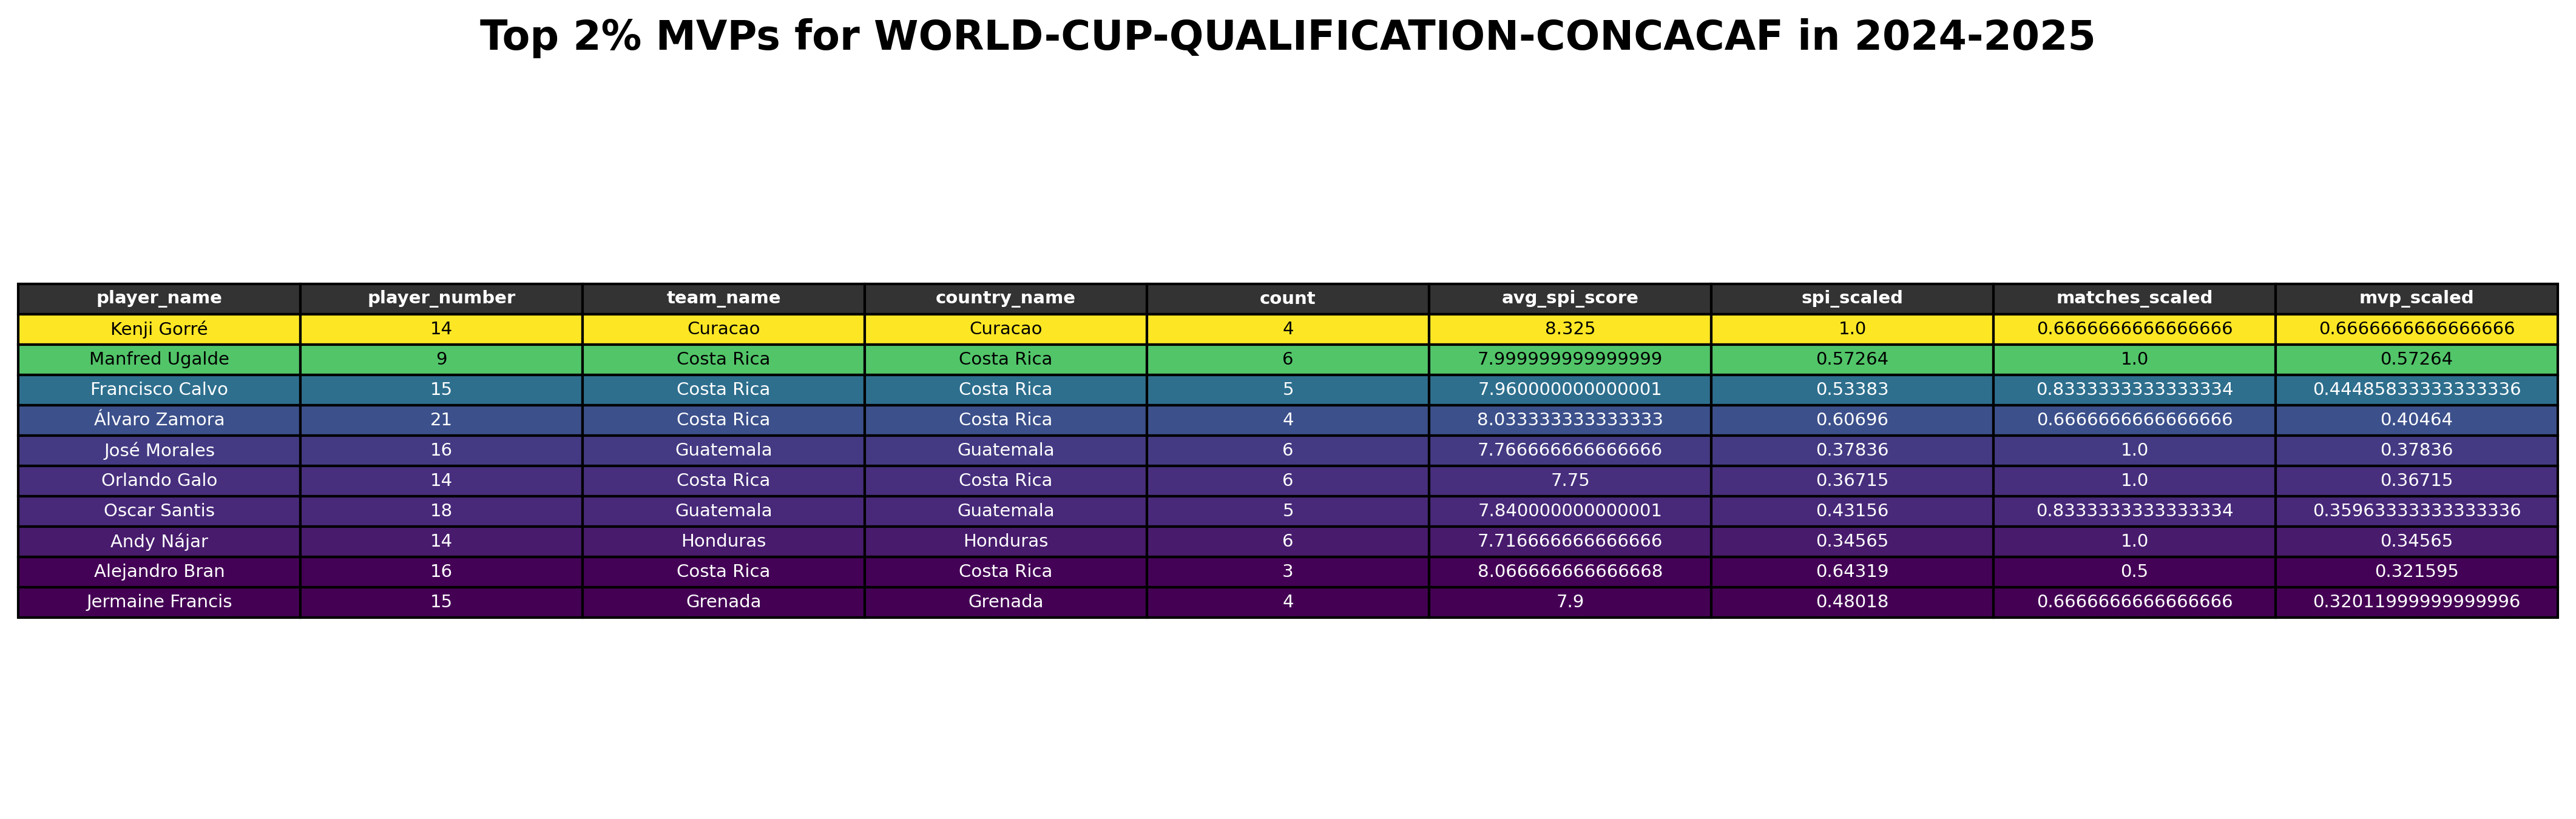 Top 2% MVPs for WORLD-CUP-QUALIFICATION-CONCACAF in 2024-2025
player_name player_number team_name country_name count avg_spi_score spi_scaled matches_scaled mvp_scaled
Kenji Gorré 14 Curacao Curacao 4 8.325 1.0 0.6666666666666666 0.6666666666666666
Manfred Ugalde 9 Costa Rica Costa Rica 6 7.999999999999999 0.57264 1.0 0.57264
Francisco Calvo 15 Costa Rica Costa Rica 5 7.960000000000001 0.53383 0.8333333333333334 0.44485833333333336
Álvaro Zamora 21 Costa Rica Costa Rica 4 8.033333333333333 0.60696 0.6666666666666666 0.40464
José Morales 16 Guatemala Guatemala 6 7.766666666666666 0.37836 1.0 0.37836
Orlando Galo 14 Costa Rica Costa Rica 6 7.75 0.36715 1.0 0.36715
Oscar Santis 18 Guatemala Guatemala 5 7.840000000000001 0.43156 0.8333333333333334 0.35963333333333336
Andy Nájar 14 Honduras Honduras 6 7.716666666666666 0.34565 1.0 0.34565
Alejandro Bran 16 Costa Rica Costa Rica 3 8.066666666666668 0.64319 0.5 0.321595
Jermaine Francis 15 Grenada Grenada 4 7.9 0.48018 0.6666666666666666 0.32011999999999996